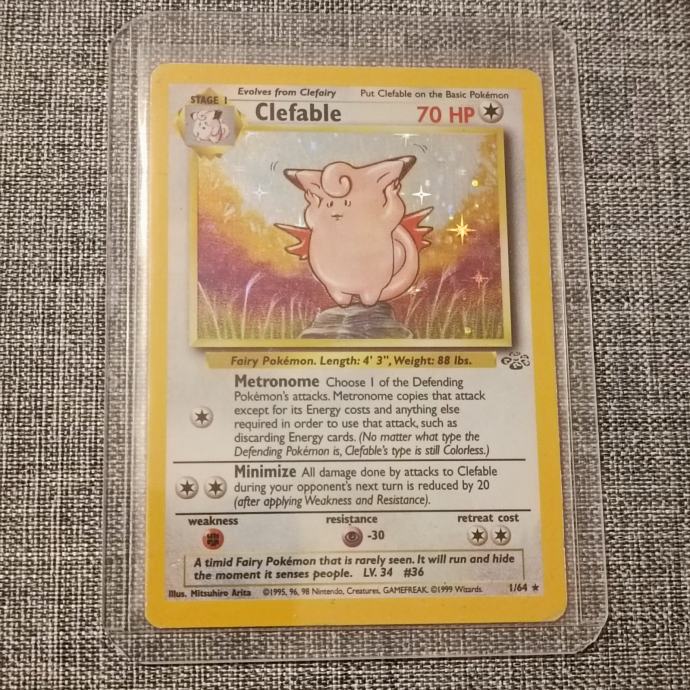 Evolves from Clefairy Put Clefable on the Basic Pokémon
STAGE 1
Clefable 70 HP
Fairy Pokémon. Length: 4' 3", Weight: 88 lbs.
Metronome Choose 1 of the Defending
Pokémon's attacks. Metronome copies that attack
except for its Energy costs and anything else
required in order to use that attack, such as
discarding Energy cards. (No matter what type the
Defending Pokémon is, Clefable's type is still Colorless.)
Minimize All damage done by attacks to Clefable
during your opponent's next turn is reduced by 20
(after applying Weakness and Resistance).
weakness resistance retreat cost
-30
A timid Fairy Pokémon that is rarely seen. It will run and hide
the moment it senses people. LV. 34 #36
Illus. Mitsuhiro Arita ©1995, 96, 98 Nintendo, Creatures, GAMEFREAK. ©1999 Wizards. 1/64 ★